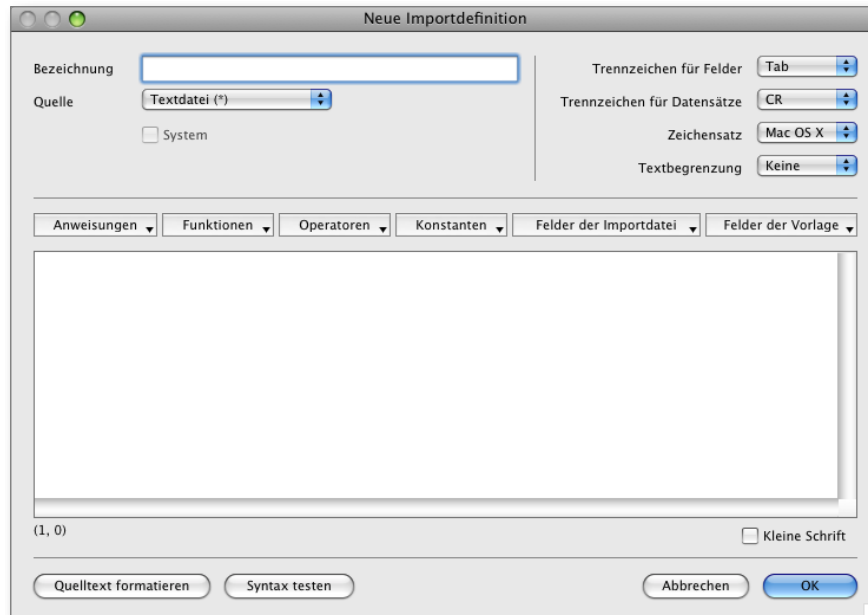 Neue Importdefinition
Bezeichnung
Quelle
Textdatei (*)
System
Trennzeichen für Felder
Tab
Trennzeichen für Datensätze
CR
Zeichensatz
Mac OS X
Textbegrenzung
Keine
Anweisungen
Funktionen
Operatoren
Konstanten
Felder der Importdatei
Felder der Vorlage
(1, 0)
Kleine Schrift
Quelltext formatieren
Syntax testen
Abbrechen
OK